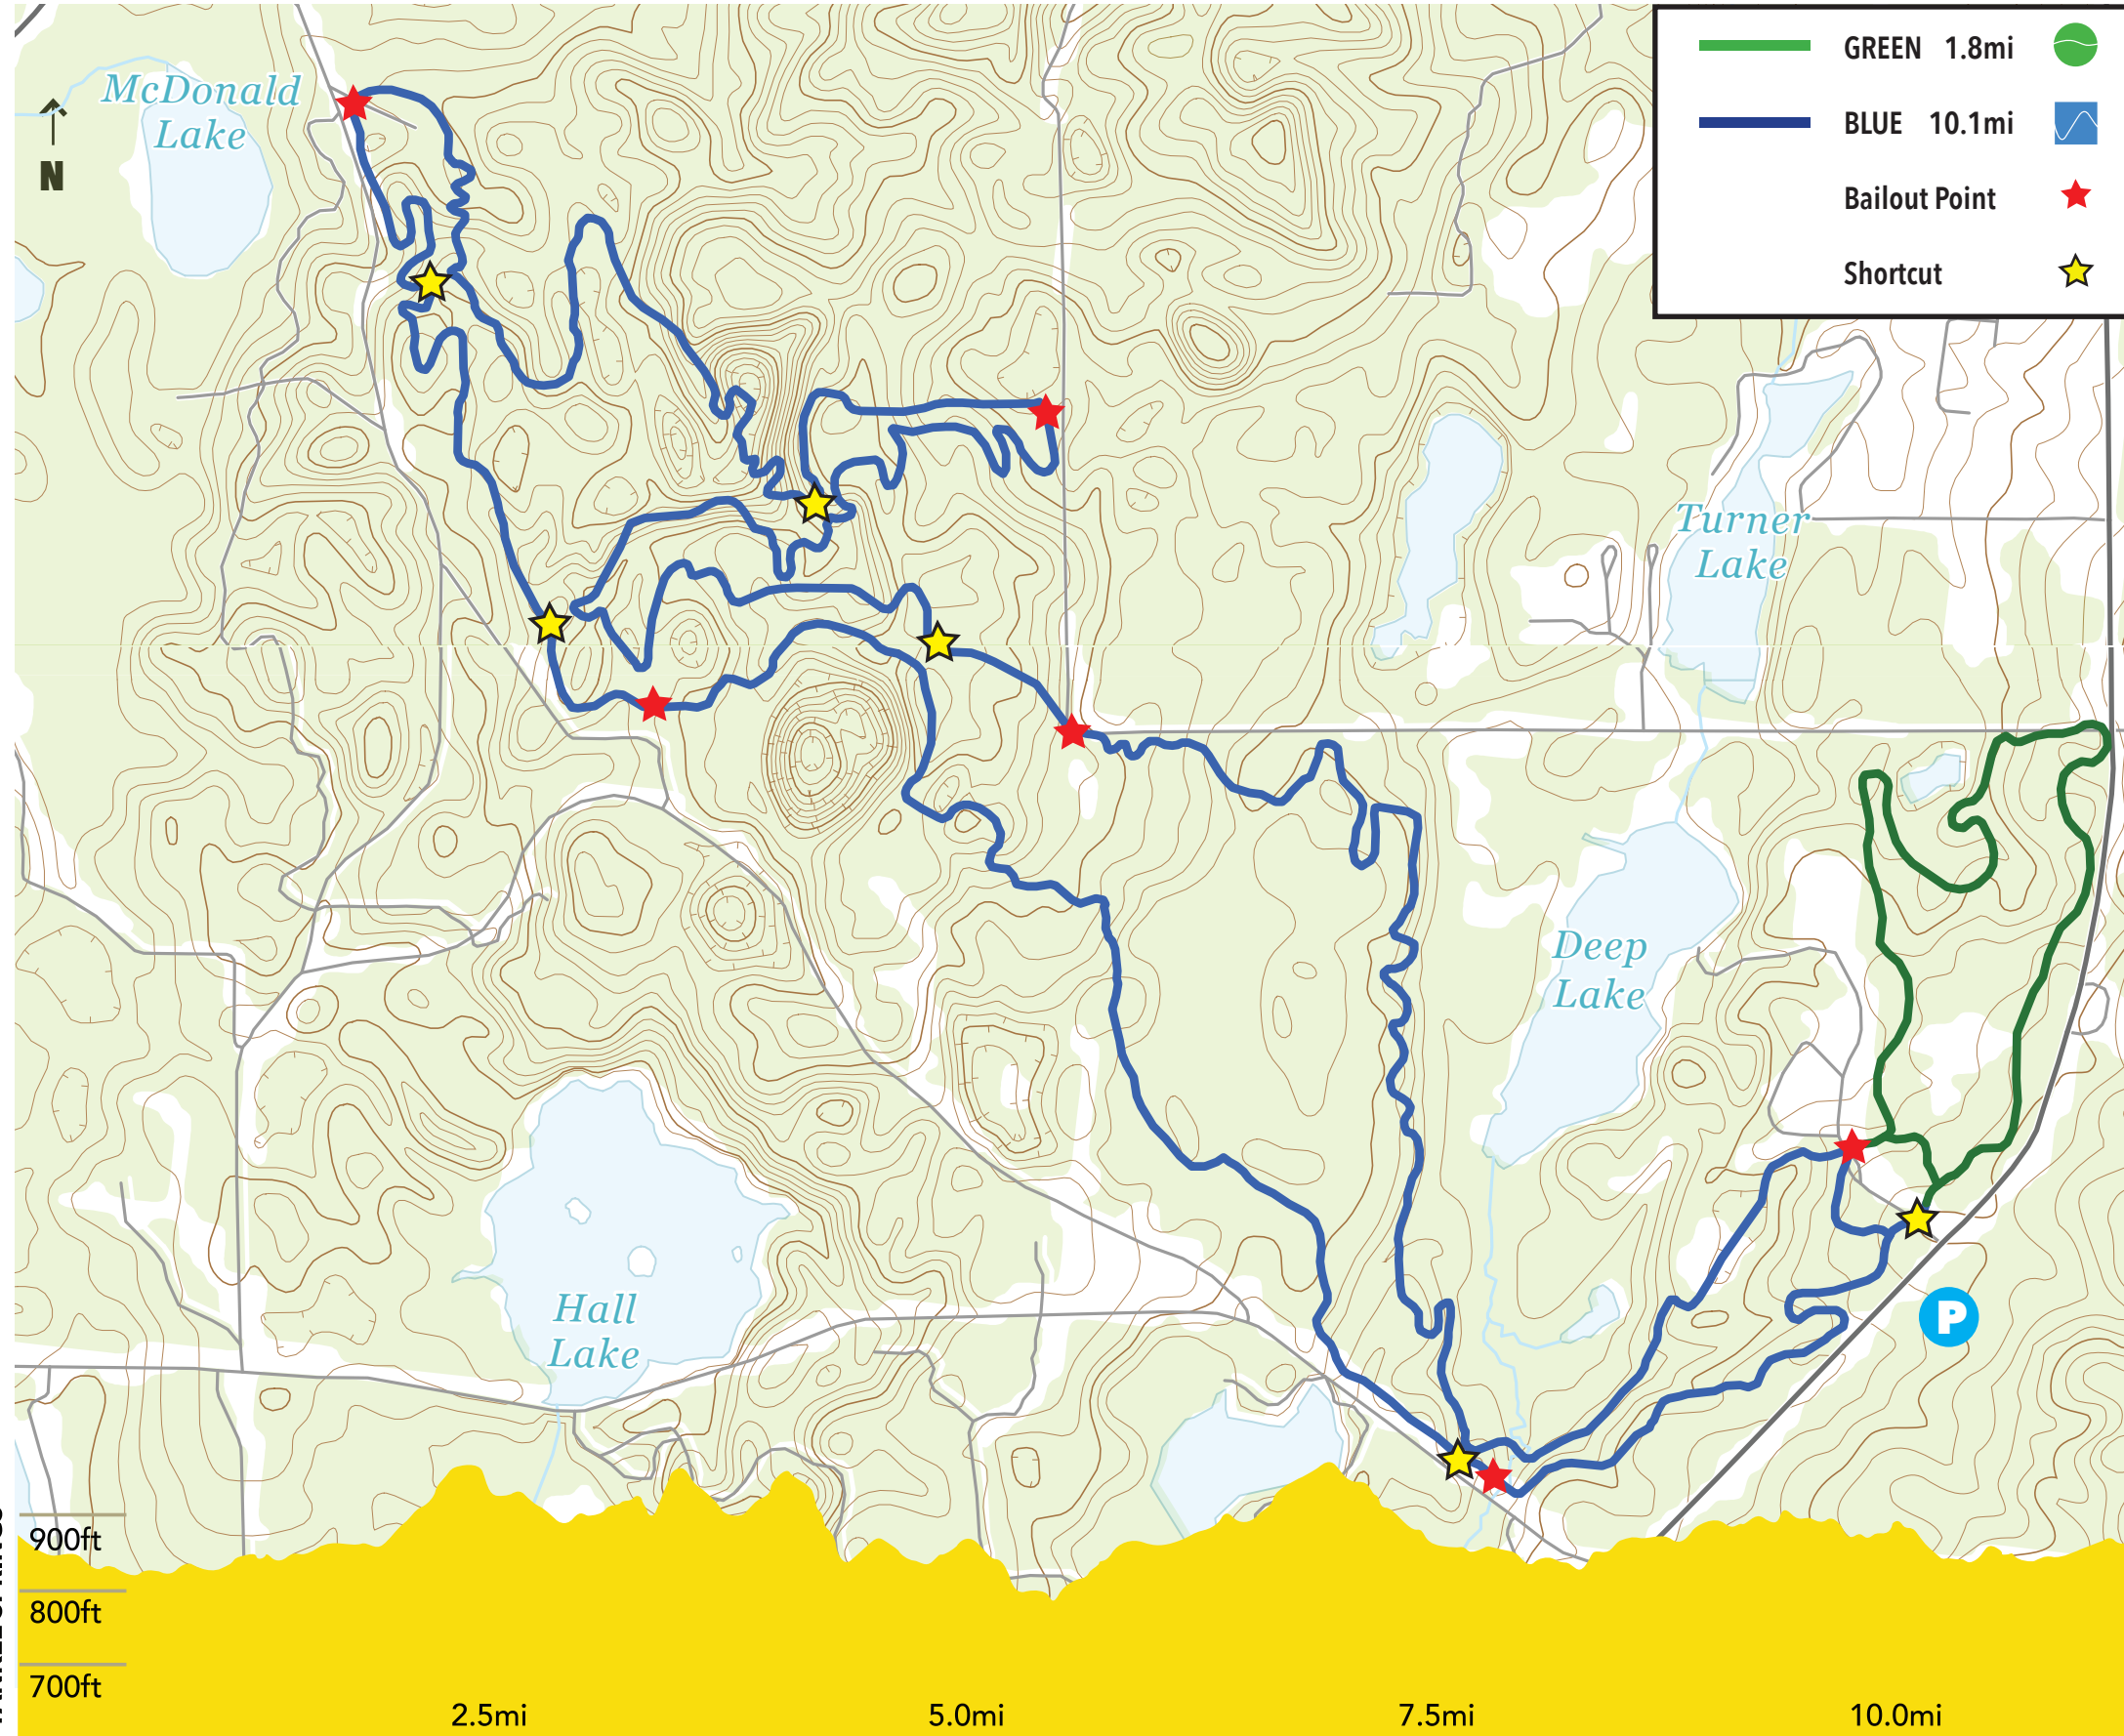 McDonald
Lake
N
GREEN 1.8mi
BLUE 10.1mi
Bailout Point
Shortcut
Turner
Lake
Deep
Lake
Hall
Lake
P
900ft
800ft
700ft
2.5mi
5.0mi
7.5mi
10.0mi